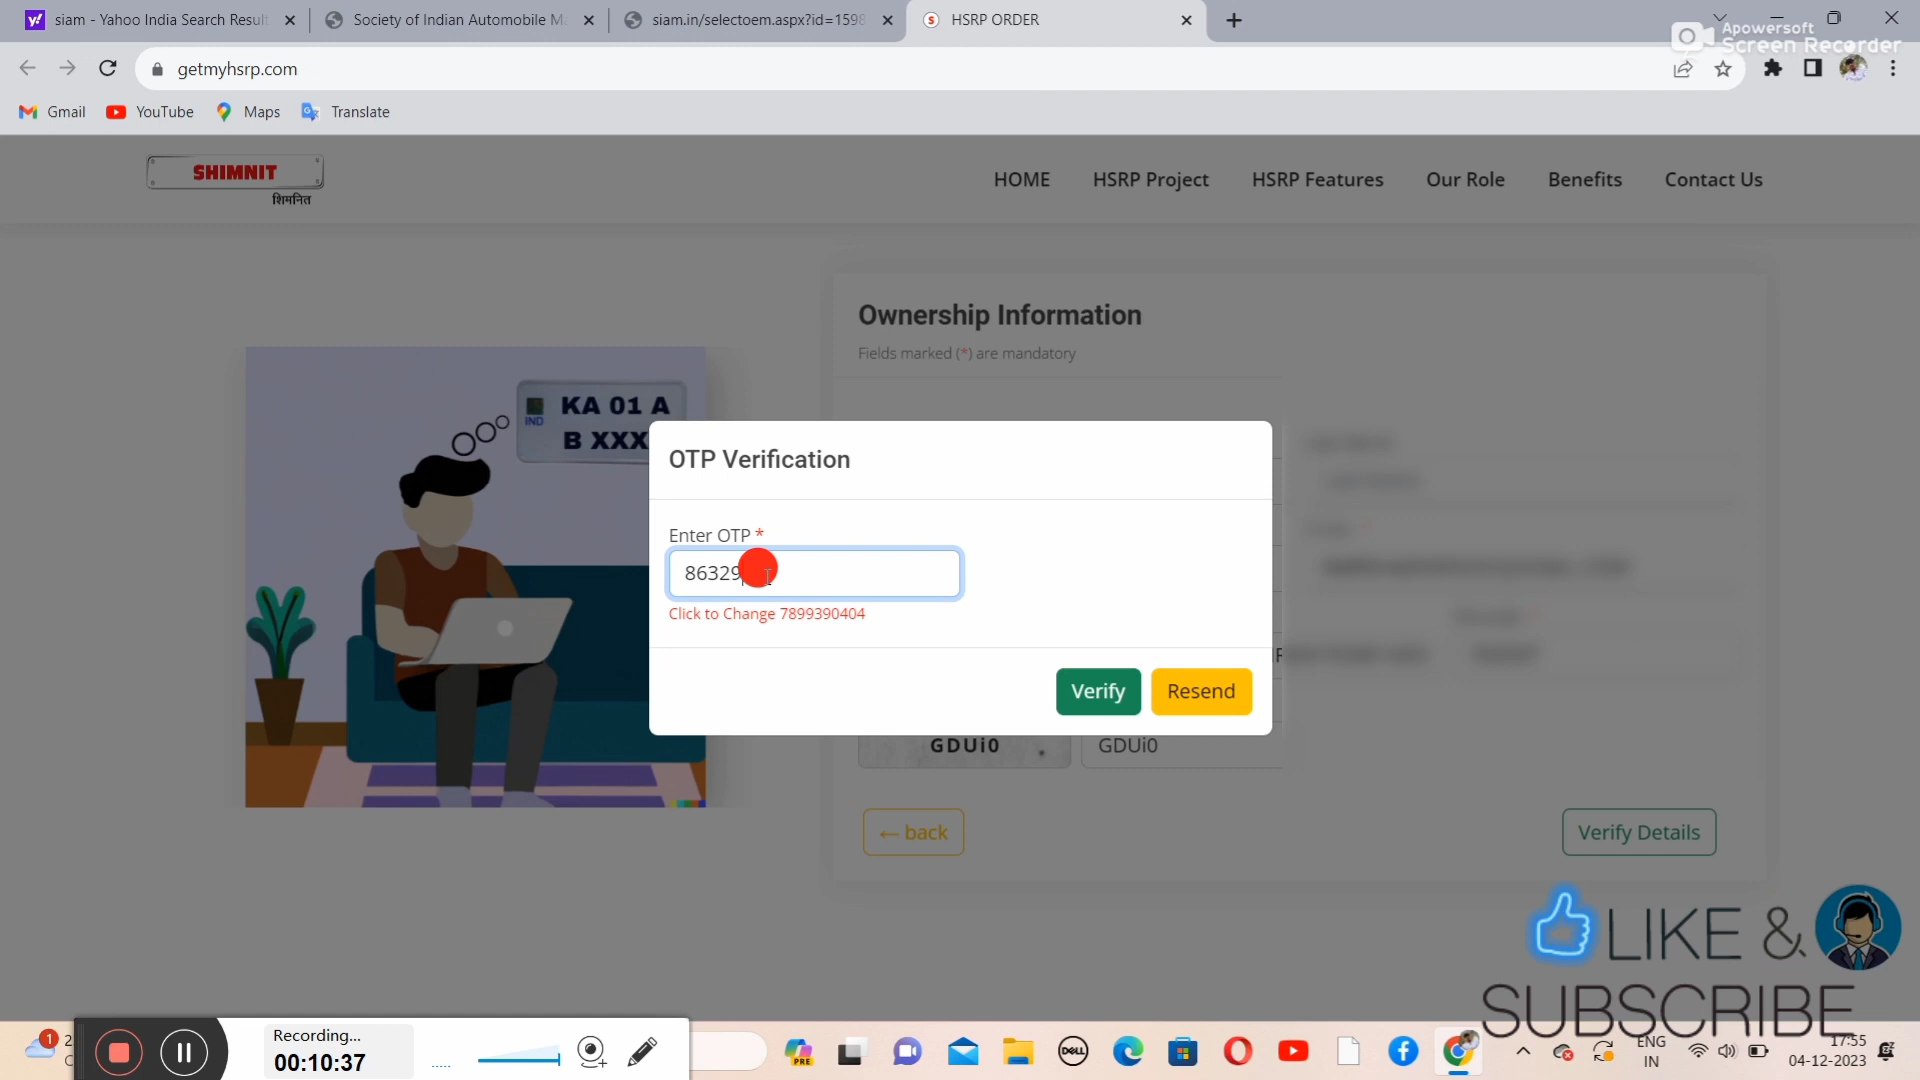 siam - Yahoo India Search Result
Society of Indian Automobile M
siam.in/selectoem.aspx?id=1598
HSRP ORDER
Apowersoft
Screen Recorder
getmyhsrp.com
Gmail
YouTube
Maps
Translate
SHIMNIT
शिमनित
HOME
HSRP Project
HSRP Features
Our Role
Benefits
Contact Us
Ownership Information
Fields marked (*) are mandatory
IND
KA 01 A
B XXX
OTP Verification
Enter OTP *
86329
Click to Change 7899390404
Verify
Resend
GDUi0
GDUi0
← back
Verify Details
LIKE &
SUBSCRIBE
1
Recording...
00:10:37
PRE
DELL
ENG
IN
17:55
04-12-2023